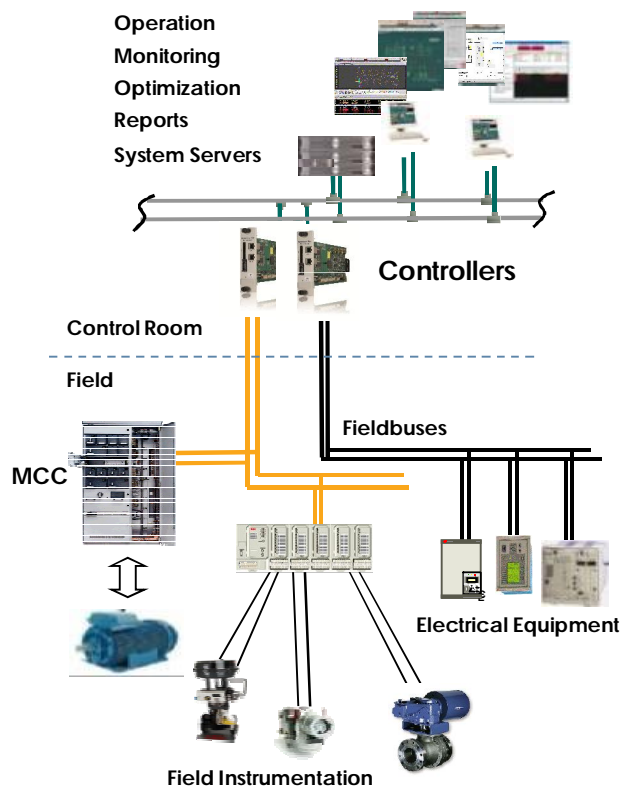 Operation
Monitoring
Optimization
Reports
System Servers
Controllers
Control Room
Field
Fieldbuses
MCC
Electrical Equipment
Field Instrumentation